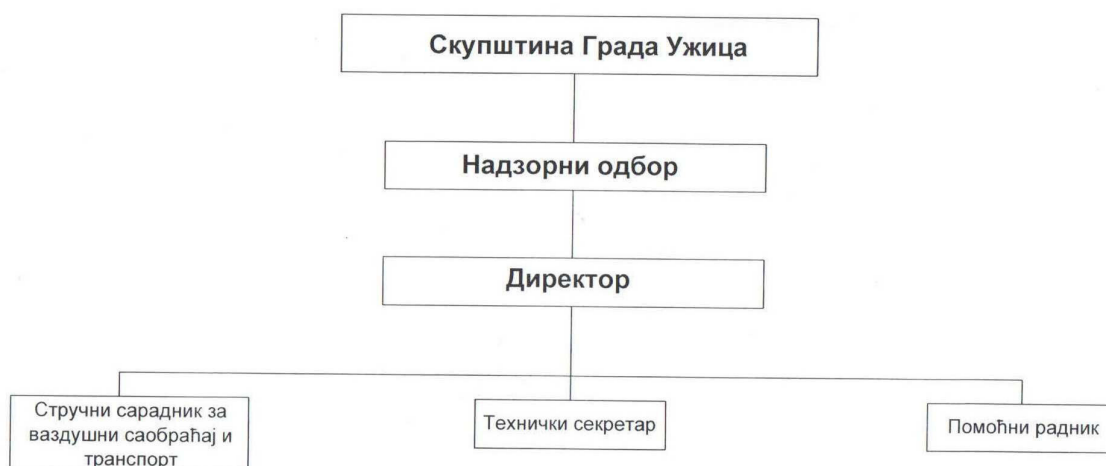 Скупштина Града Ужица
Надзорни одбор
Директор
Стручни сарадник за
ваздушни саобраћај и
транспорт
Технички секретар
Помоћни радник